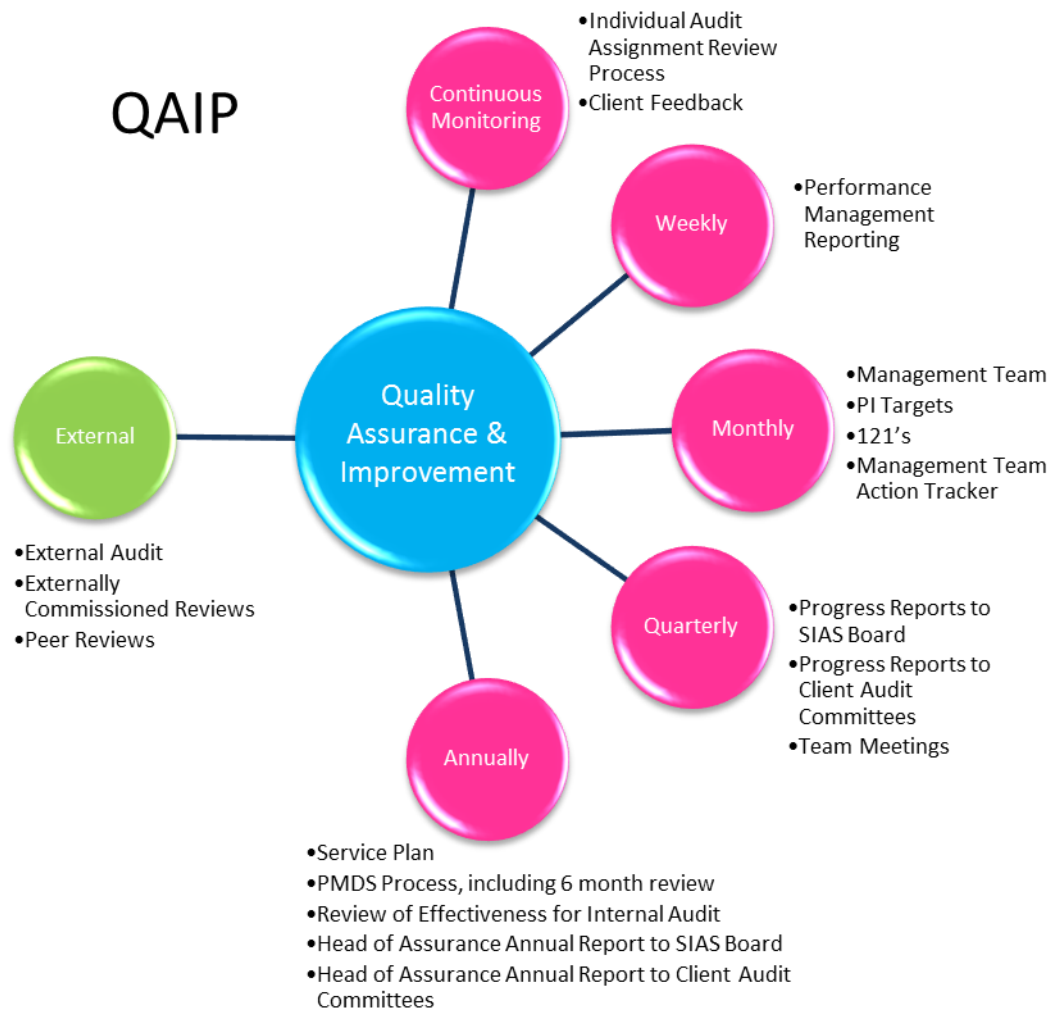 QAIP
Continuous
Monitoring
•Individual Audit
Assignment Review
Process
•Client Feedback
Weekly
•Performance
Management
Reporting
Quality
Assurance &
Improvement
Monthly
•Management Team
•PI Targets
•121’s
•Management Team
Action Tracker
External
•External Audit
•Externally
Commissioned Reviews
•Peer Reviews
Quarterly
•Progress Reports to
SIAS Board
•Progress Reports to
Client Audit
Committees
•Team Meetings
Annually
•Service Plan
•PMDS Process, including 6 month review
•Review of Effectiveness for Internal Audit
•Head of Assurance Annual Report to SIAS Board
•Head of Assurance Annual Report to Client Audit
Committees